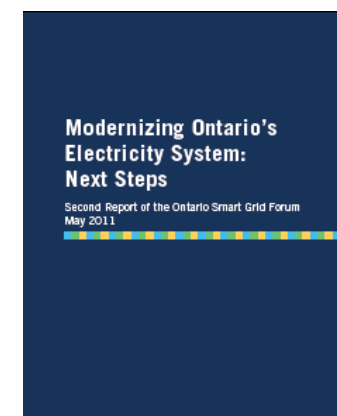 Modernizing Ontario's
Electricity System:
Next Steps
Second Report of the Ontario Smart Grid Forum
May 2011